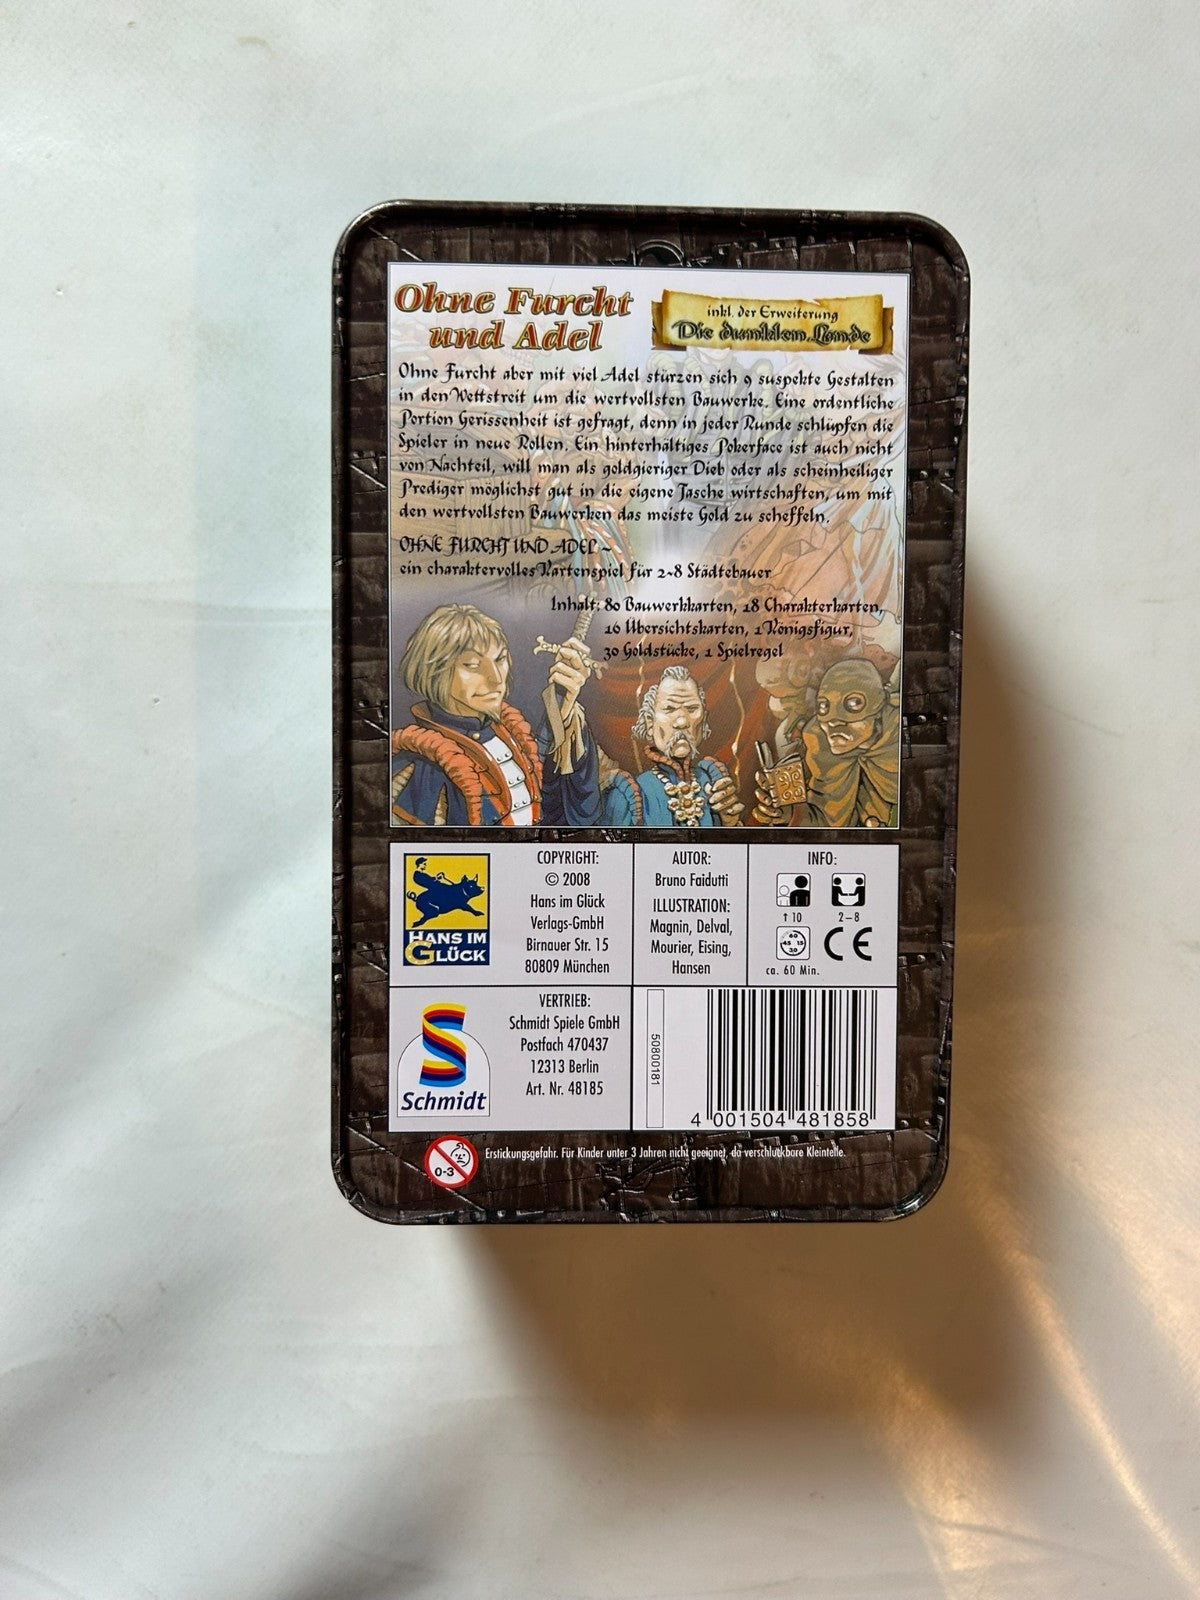 Ohne Furcht
und Adel
inkl. der Erweiterung
Die dunklen Lande
Ohne Furcht aber mit viel Adel stürzen sich 9 suspekte Gestalten
in den Wettstreit um die wertvollsten Bauwerke. Eine ordentliche
Portion Gerissenheit ist gefragt, denn in jeder Runde schlüpfen die
Spieler in neue Rollen. Ein hinterhältiges Pokerface ist auch nicht
von Nachteil, will man als goldgieriger Dieb oder als scheinheiliger
Prediger möglichst gut in die eigene Tasche wirtschaften, um mit
den wertvollsten Bauwerken das meiste Gold zu scheffeln.
OHNE FURCHT UND ADEL ~
ein charaktervolles Kartenspiel für 2-8 Städtebauer
Inhalt: 80 Bauwerkkarten, 18 Charakterkarten,
16 Übersichtskarten, 1 Königsfigur,
30 Goldstücke, 1 Spielregel
HANS IM
GLÜCK
COPYRIGHT:
© 2008
Hans im Glück
Verlags-GmbH
Birnauer Str. 15
80809 München
AUTOR:
Bruno Faidutti
ILLUSTRATION:
Magnin, Delval,
Mourier, Eising,
Hansen
INFO:
↑ 10
2–8
60
45 15
30
ca. 60 Min.
CE
Schmidt
VERTRIEB:
Schmidt Spiele GmbH
Postfach 470437
12313 Berlin
Art. Nr. 48185
50800181
4 001504 481858
0-3
Erstickungsgefahr. Für Kinder unter 3 Jahren nicht geeignet, da verschluckbare Kleinteile.